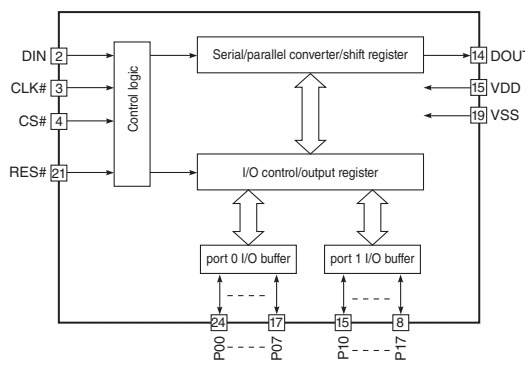 DIN 2
CLK# 3
CS# 4
RES# 21
Control logic
Serial/parallel converter/shift register
14 DOUT
15 VDD
19 VSS
I/O control/output register
port 0 I/O buffer
port 1 I/O buffer
24 17 15 8
P00 P07 P10 P17